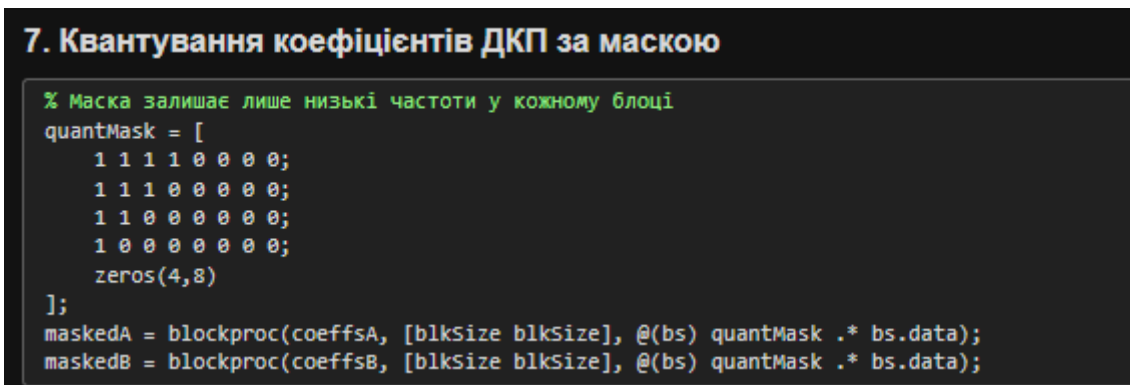 7. Квантування коефіцієнтів ДКП за маскою
% Маска залишає лише низькі частоти у кожному блоці
quantMask = [
    1 1 1 1 0 0 0 0;
    1 1 1 0 0 0 0 0;
    1 1 0 0 0 0 0 0;
    1 0 0 0 0 0 0 0;
    zeros(4,8)
];
maskedA = blockproc(coeffsA, [blkSize blkSize], @(bs) quantMask .* bs.data);
maskedB = blockproc(coeffsB, [blkSize blkSize], @(bs) quantMask .* bs.data);